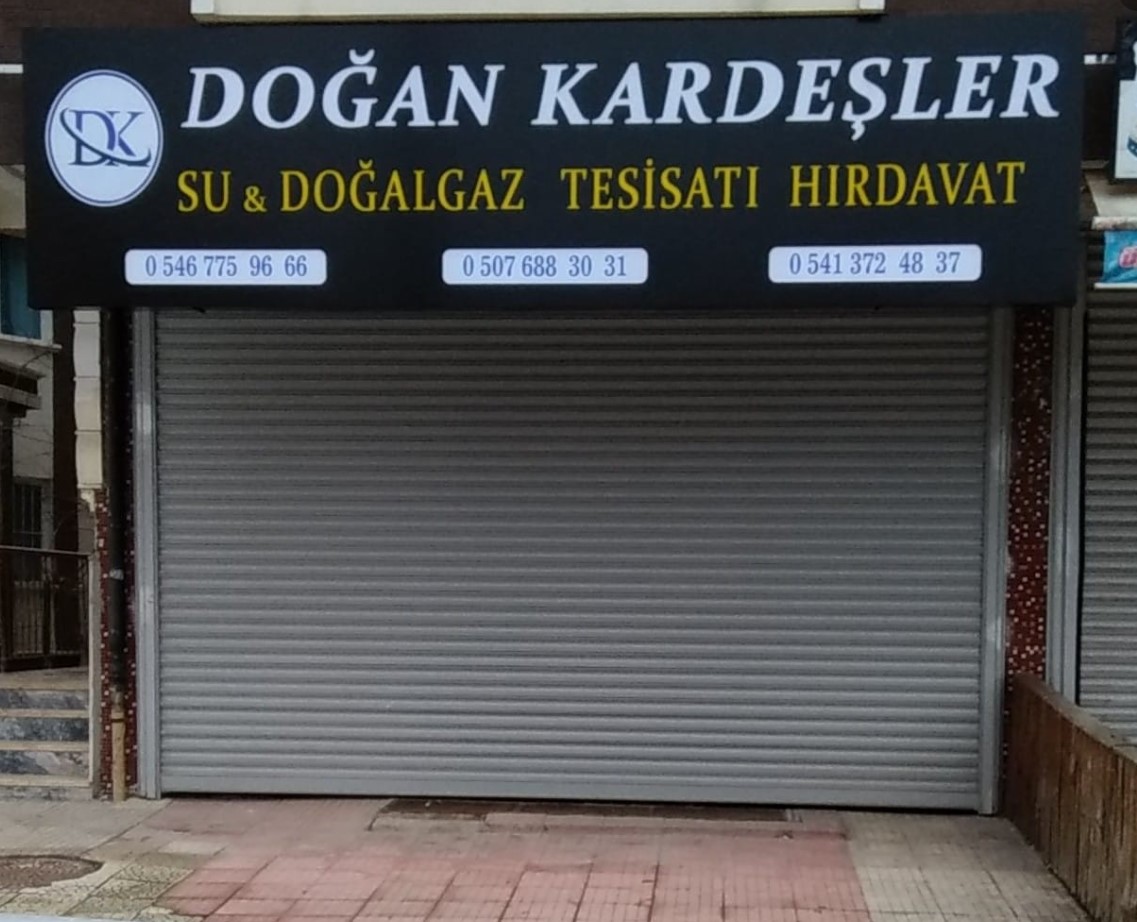 DK
DOĞAN KARDEŞLER
SU & DOĞALGAZ TESİSATI HIRDAVAT
0 546 775 96 66
0 507 688 30 31
0 541 372 48 37